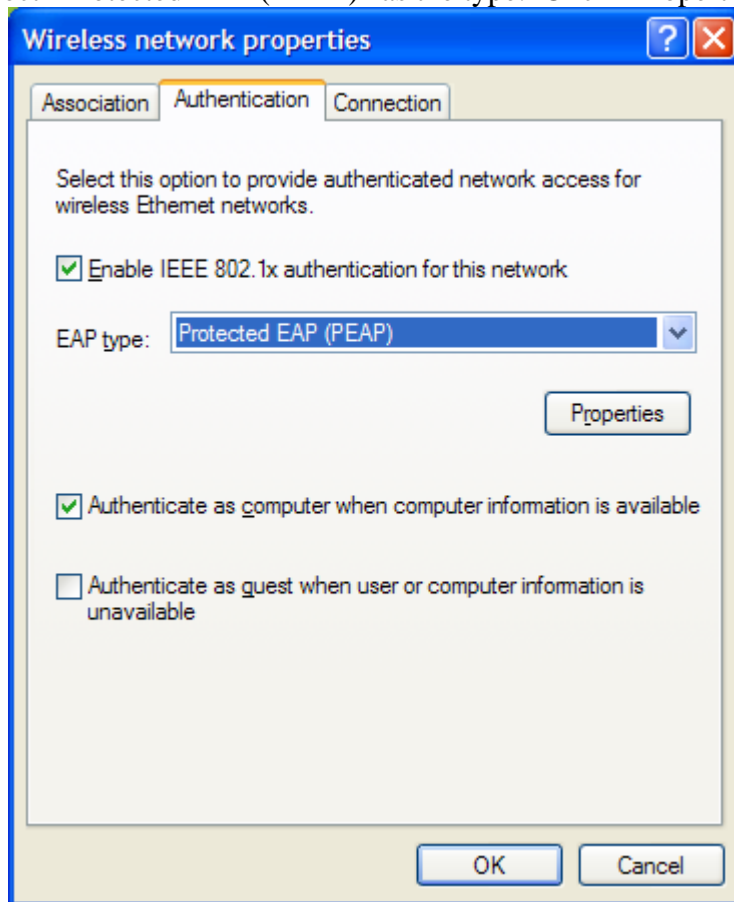 Wireless network properties
Association Authentication Connection
Select this option to provide authenticated network access for
wireless Ethernet networks.
Enable IEEE 802.1x authentication for this network
EAP type: Protected EAP (PEAP)
Properties
Authenticate as computer when computer information is available
Authenticate as guest when user or computer information is
unavailable
OK Cancel